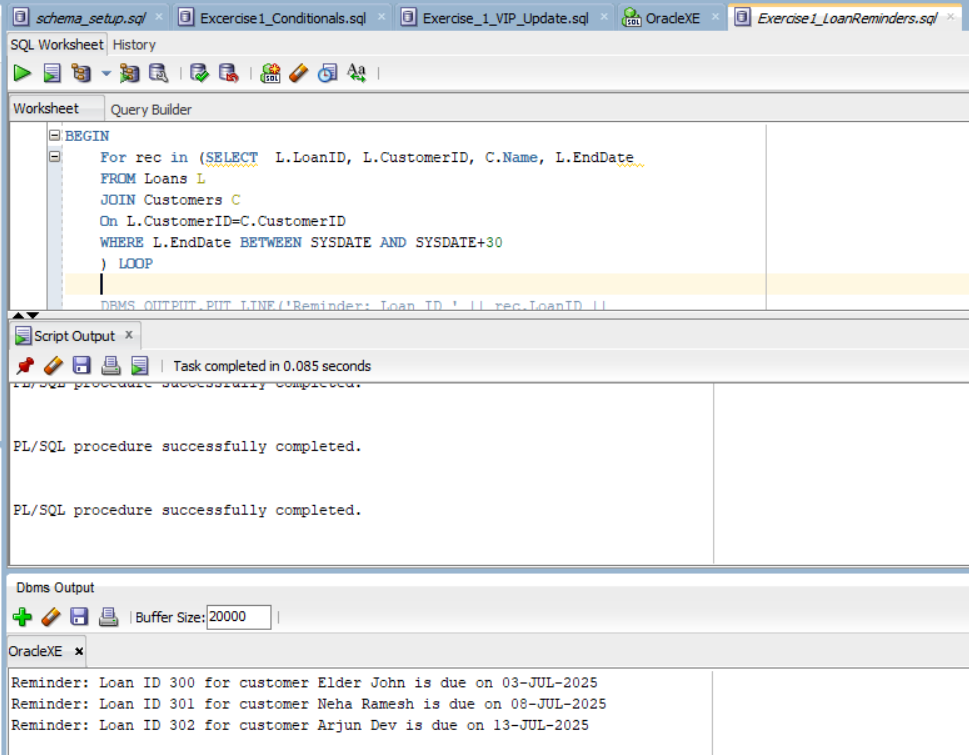 schema_setup.sql Excercise1_Conditionals.sql Exercise_1_VIP_Update.sql OracleXE Exercise1_LoanReminders.sql
SQL Worksheet History
Worksheet Query Builder
BEGIN
For rec in (SELECT L.LoanID, L.CustomerID, C.Name, L.EndDate
FROM Loans L
JOIN Customers C
On L.CustomerID=C.CustomerID
WHERE L.EndDate BETWEEN SYSDATE AND SYSDATE+30
) LOOP
DBMS_OUTPUT.PUT_LINE('Reminder: Loan ID ' || rec.LoanID ||
Script Output x
Task completed in 0.085 seconds
PL/SQL procedure successfully completed.
PL/SQL procedure successfully completed.
PL/SQL procedure successfully completed.
Dbms Output
Buffer Size: 20000
OracleXE x
Reminder: Loan ID 300 for customer Elder John is due on 03-JUL-2025
Reminder: Loan ID 301 for customer Neha Ramesh is due on 08-JUL-2025
Reminder: Loan ID 302 for customer Arjun Dev is due on 13-JUL-2025